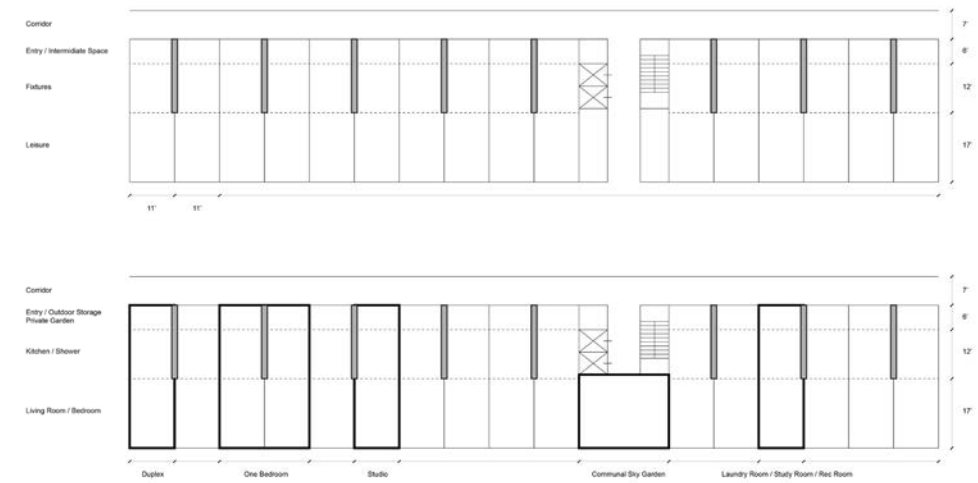 Corridor
7'
Entry / Intermidiate Space
6'
Fixtures
12'
Leisure
17'
11'
11'
Corridor
7'
Entry / Outdoor Storage
Private Garden
6'
Kitchen / Shower
12'
Living Room / Bedroom
17'
Duplex
One Bedroom
Studio
Communal Sky Garden
Laundry Room / Study Room / Rec Room